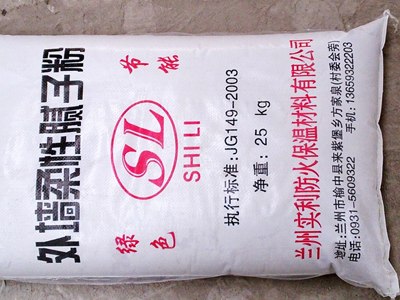 外墙柔性腻子粉
绿色 SL 节能
SHI LI
执行标准:JG149-2003
净重: 25 kg
兰州实利防火保温材料有限公司
地址:兰州市榆中县来紫堡乡方家泉(村委会旁)
电话:0931-5609322 手机:13659322203